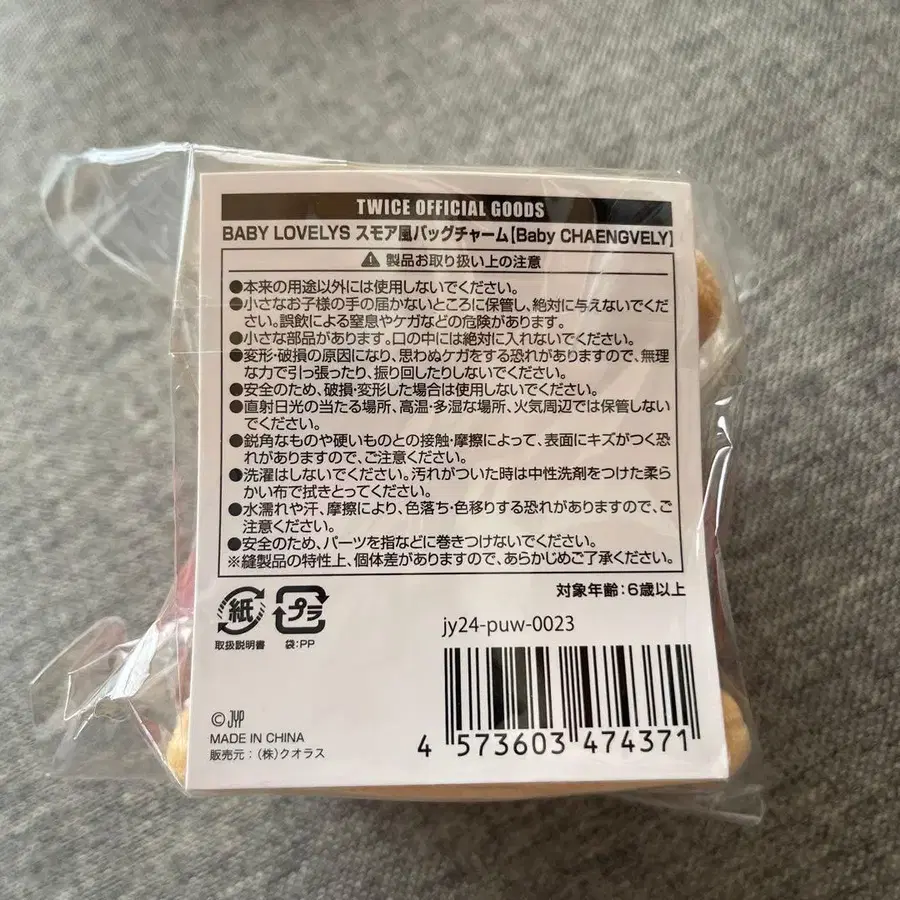 TWICE OFFICIAL GOODS
BABY LOVELYS スモア風バッグチャーム【Baby CHAENGVELY】
⚠ 製品お取り扱い上の注意
●本来の用途以外には使用しないでください。
●小さなお子様の手の届かないところに保管し、絶対に与えないでくだ
さい。誤飲による窒息やケガなどの危険があります。
●小さな部品があります。口の中には絶対に入れないでください。
●変形・破損の原因になり、思わぬケガをする恐れがありますので、無理
な力で引っ張ったり、振り回したりしないでください。
●安全のため、破損・変形した場合は使用しないでください。
●直射日光の当たる場所、高温・多湿な場所、火気周辺では保管しない
でください。
●鋭角なものや硬いものとの接触・摩擦によって、表面にキズがつく恐
れがありますので、ご注意ください。
●洗濯はしないでください。汚れがついた時は中性洗剤をつけた柔ら
かい布で拭きとってください。
●水濡れや汗、摩擦により、色落ち・色移りする恐れがありますので、ご
注意ください。
●安全のため、パーツを指などに巻きつけないでください。
※縫製品の特性上、個体差がありますので、あらかじめご了承ください。
対象年齢：6歳以上
紙 プラ
取扱説明書 袋：PP
jy24-puw-0023
© JYP
MADE IN CHINA
販売元：（株）クオラス
4 573603 474371